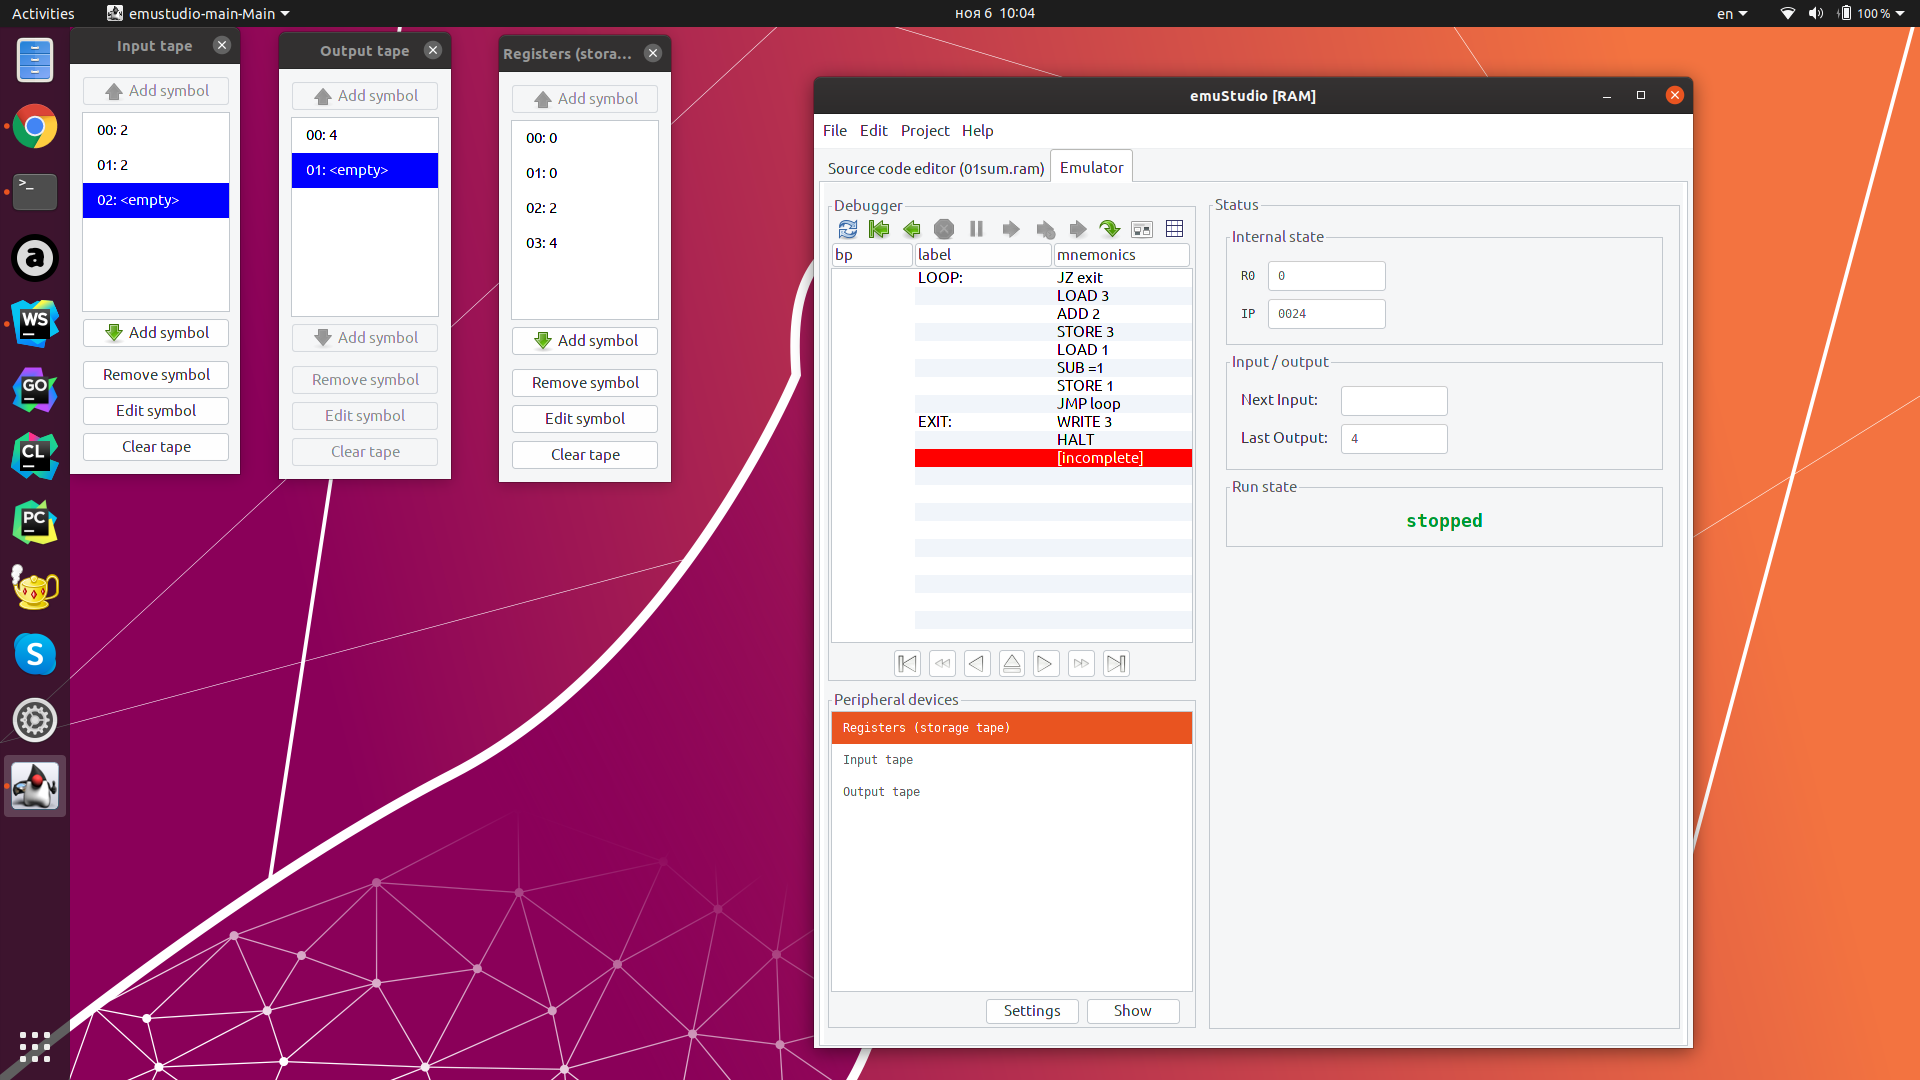 Activities
emustudio-main-Main
ноя 6 10:04
en
100 %
Input tape
Add symbol
00: 2
01: 2
02: <empty>
Add symbol
Remove symbol
Edit symbol
Clear tape
Output tape
Add symbol
00: 4
01: <empty>
Add symbol
Remove symbol
Edit symbol
Clear tape
Registers (stora...
Add symbol
00: 0
01: 0
02: 2
03: 4
Add symbol
Remove symbol
Edit symbol
Clear tape
emuStudio [RAM]
File Edit Project Help
Source code editor (01sum.ram) Emulator
Debugger
bp label mnemonics
LOOP: JZ exit
LOAD 3
ADD 2
STORE 3
LOAD 1
SUB =1
STORE 1
JMP loop
EXIT: WRITE 3
HALT
[incomplete]
Peripheral devices
Registers (storage tape)
Input tape
Output tape
Settings Show
Status
Internal state
R0 0
IP 0024
Input / output
Next Input:
Last Output: 4
Run state
stopped
>_
a
WS
GO
CL
PC
S